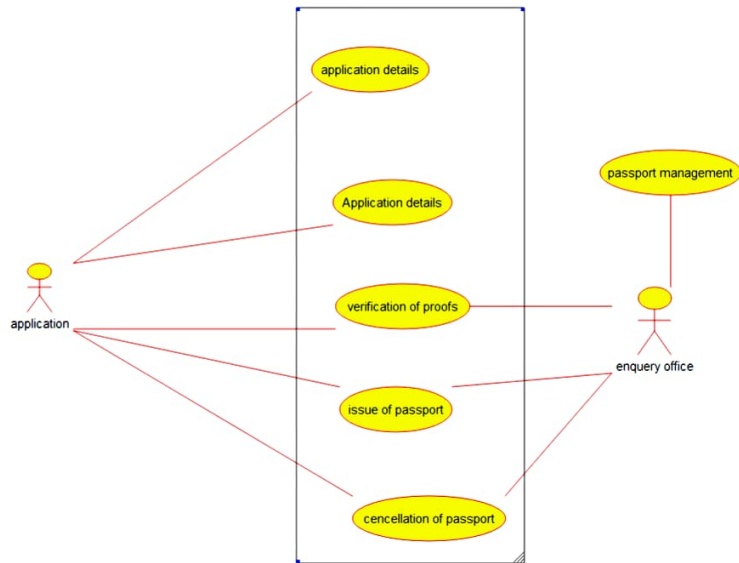 application details
passport management
Application details
verification of proofs
application
enquery office
issue of passport
cencellation of passport